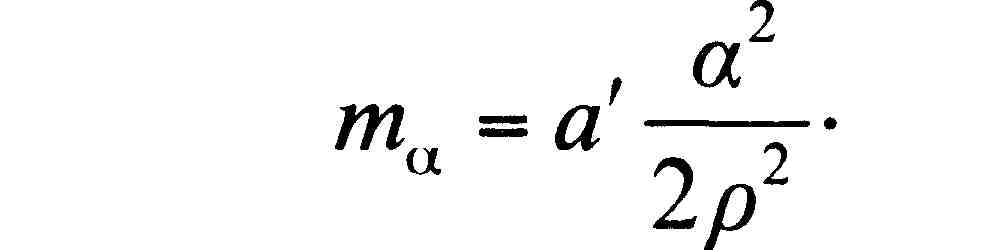 m_α = a′ α²/2ρ².